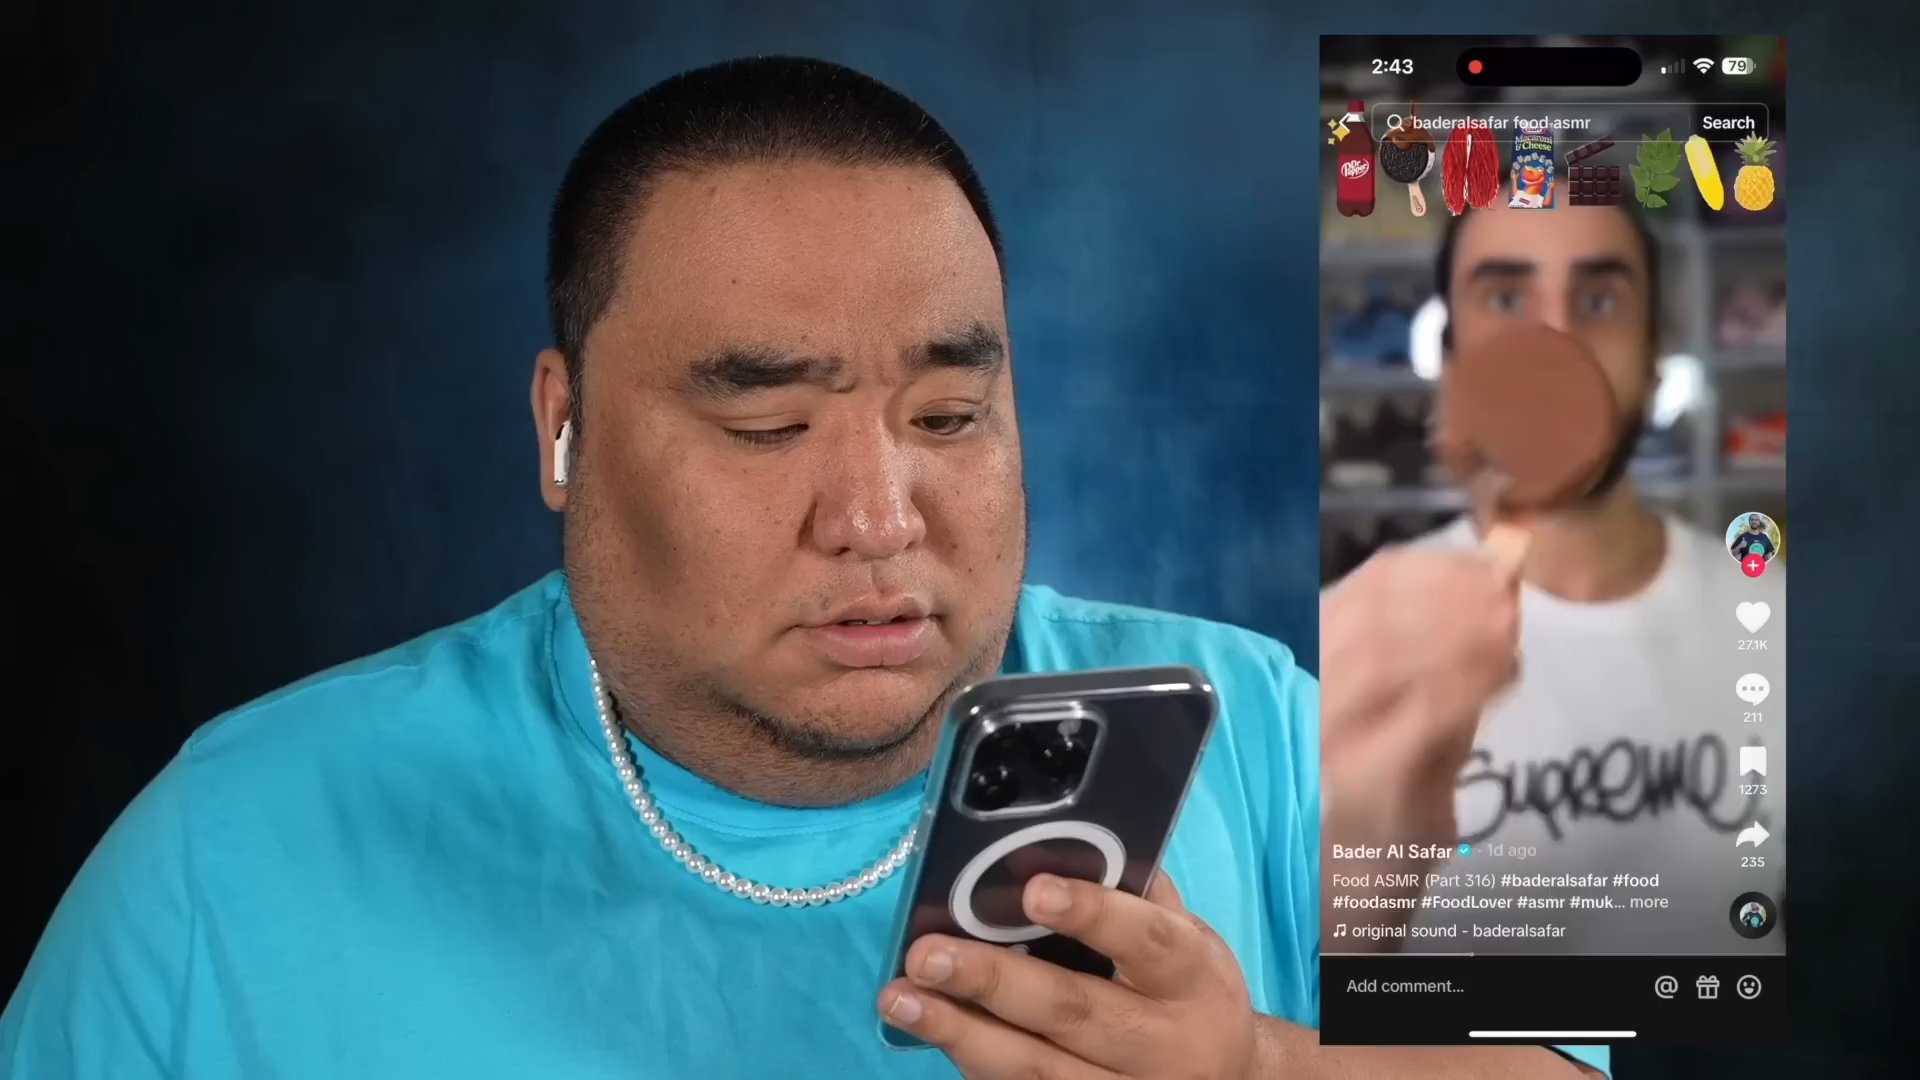 2:43
79
baderalsafar food asmr
Search
Dr Pepper
Macaroni
& Cheese
27.1K
211
1273
235
Supreme
Bader Al Safar · 1d ago
Food ASMR (Part 316) #baderalsafar #food
#foodasmr #FoodLover #asmr #muk... more
original sound - baderalsafar
Add comment...